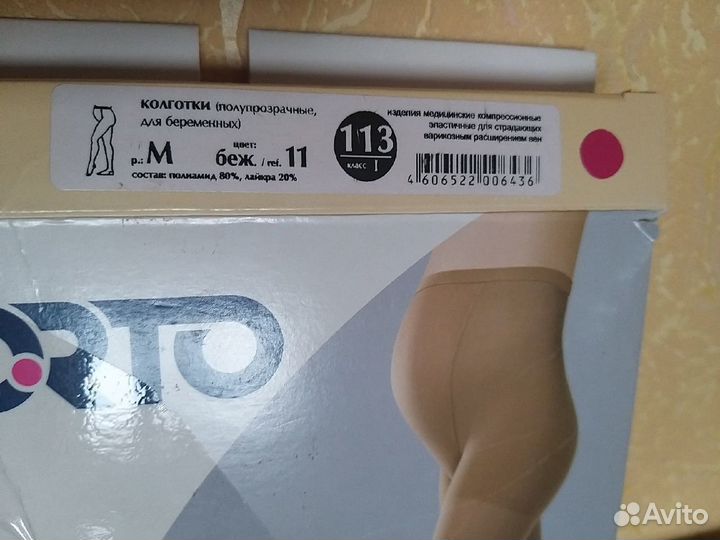 колготки (полупрозрачные,
для беременных)
цвет:
р.: М беж. / ref. 11
состав: полиамид 80%, лайкра 20%
113
класс I
изделия медицинские компрессионные
эластичные для страдающих
варикозным расширением вен
4 606522 006436
ORTO
Avito